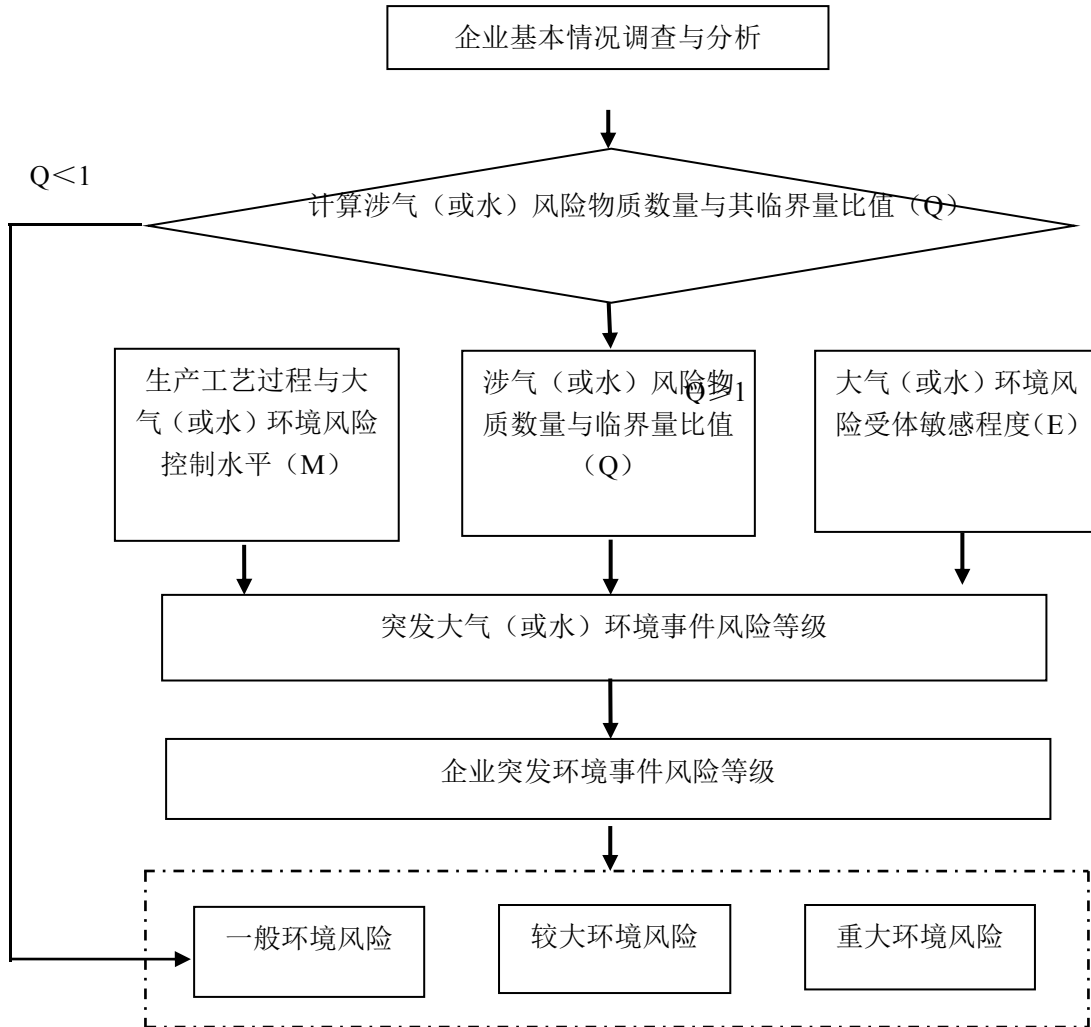 企业基本情况调查与分析
Q<1
计算涉气（或水）风险物质数量与其临界量比值（Q）
生产工艺过程与大
气（或水）环境风险
控制水平（M）
涉气（或水）风险物
质数量与临界量比值
（Q）
Q≥1
大气（或水）环境风
险受体敏感程度（E）
突发大气（或水）环境事件风险等级
企业突发环境事件风险等级
一般环境风险
较大环境风险
重大环境风险